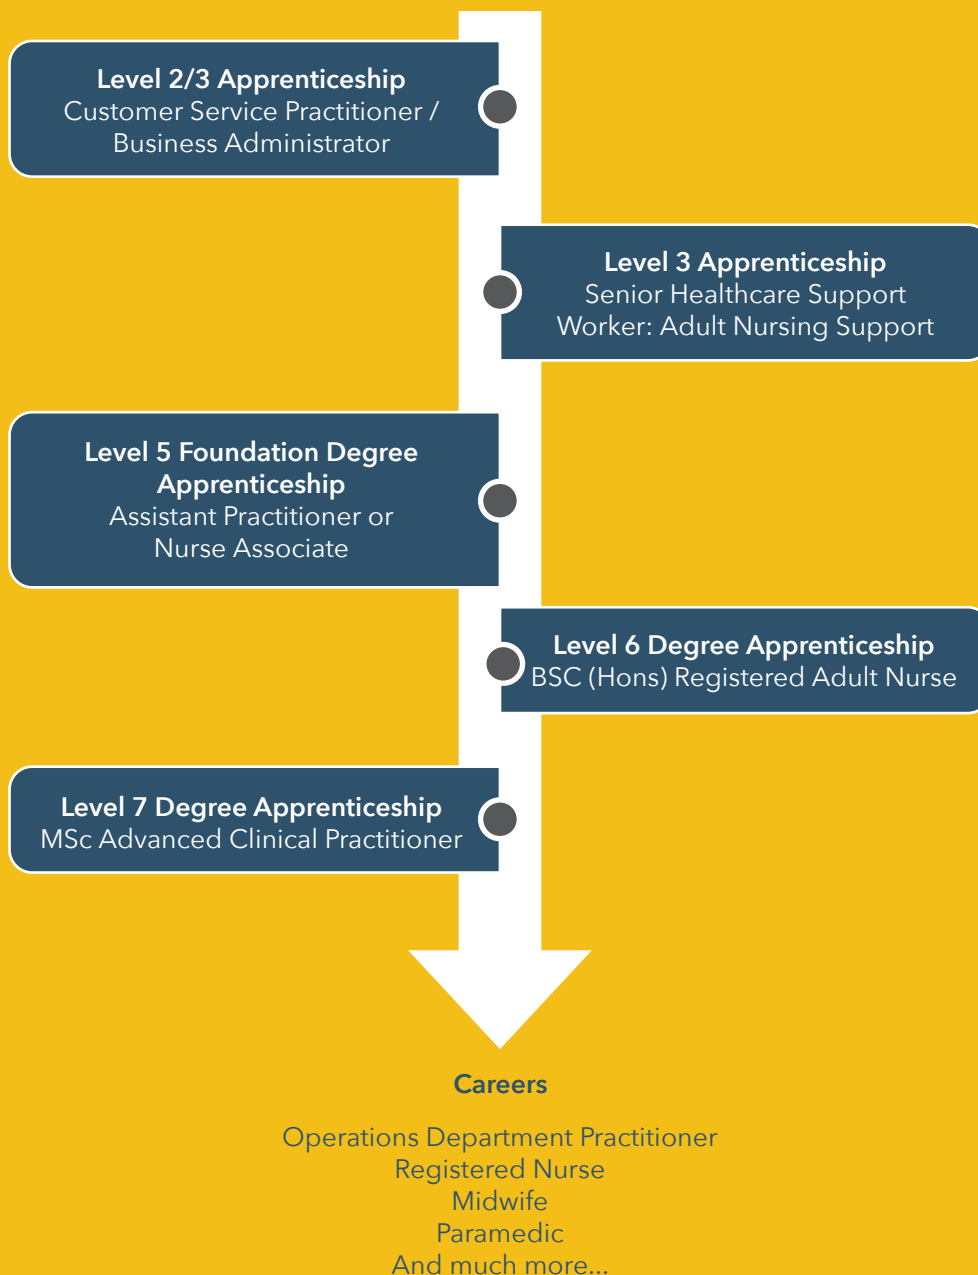 Level 2/3 Apprenticeship
Customer Service Practitioner /
Business Administrator
Level 3 Apprenticeship
Senior Healthcare Support
Worker: Adult Nursing Support
Level 5 Foundation Degree
Apprenticeship
Assistant Practitioner or
Nurse Associate
Level 6 Degree Apprenticeship
BSC (Hons) Registered Adult Nurse
Level 7 Degree Apprenticeship
MSc Advanced Clinical Practitioner
Careers
Operations Department Practitioner
Registered Nurse
Midwife
Paramedic
And much more...